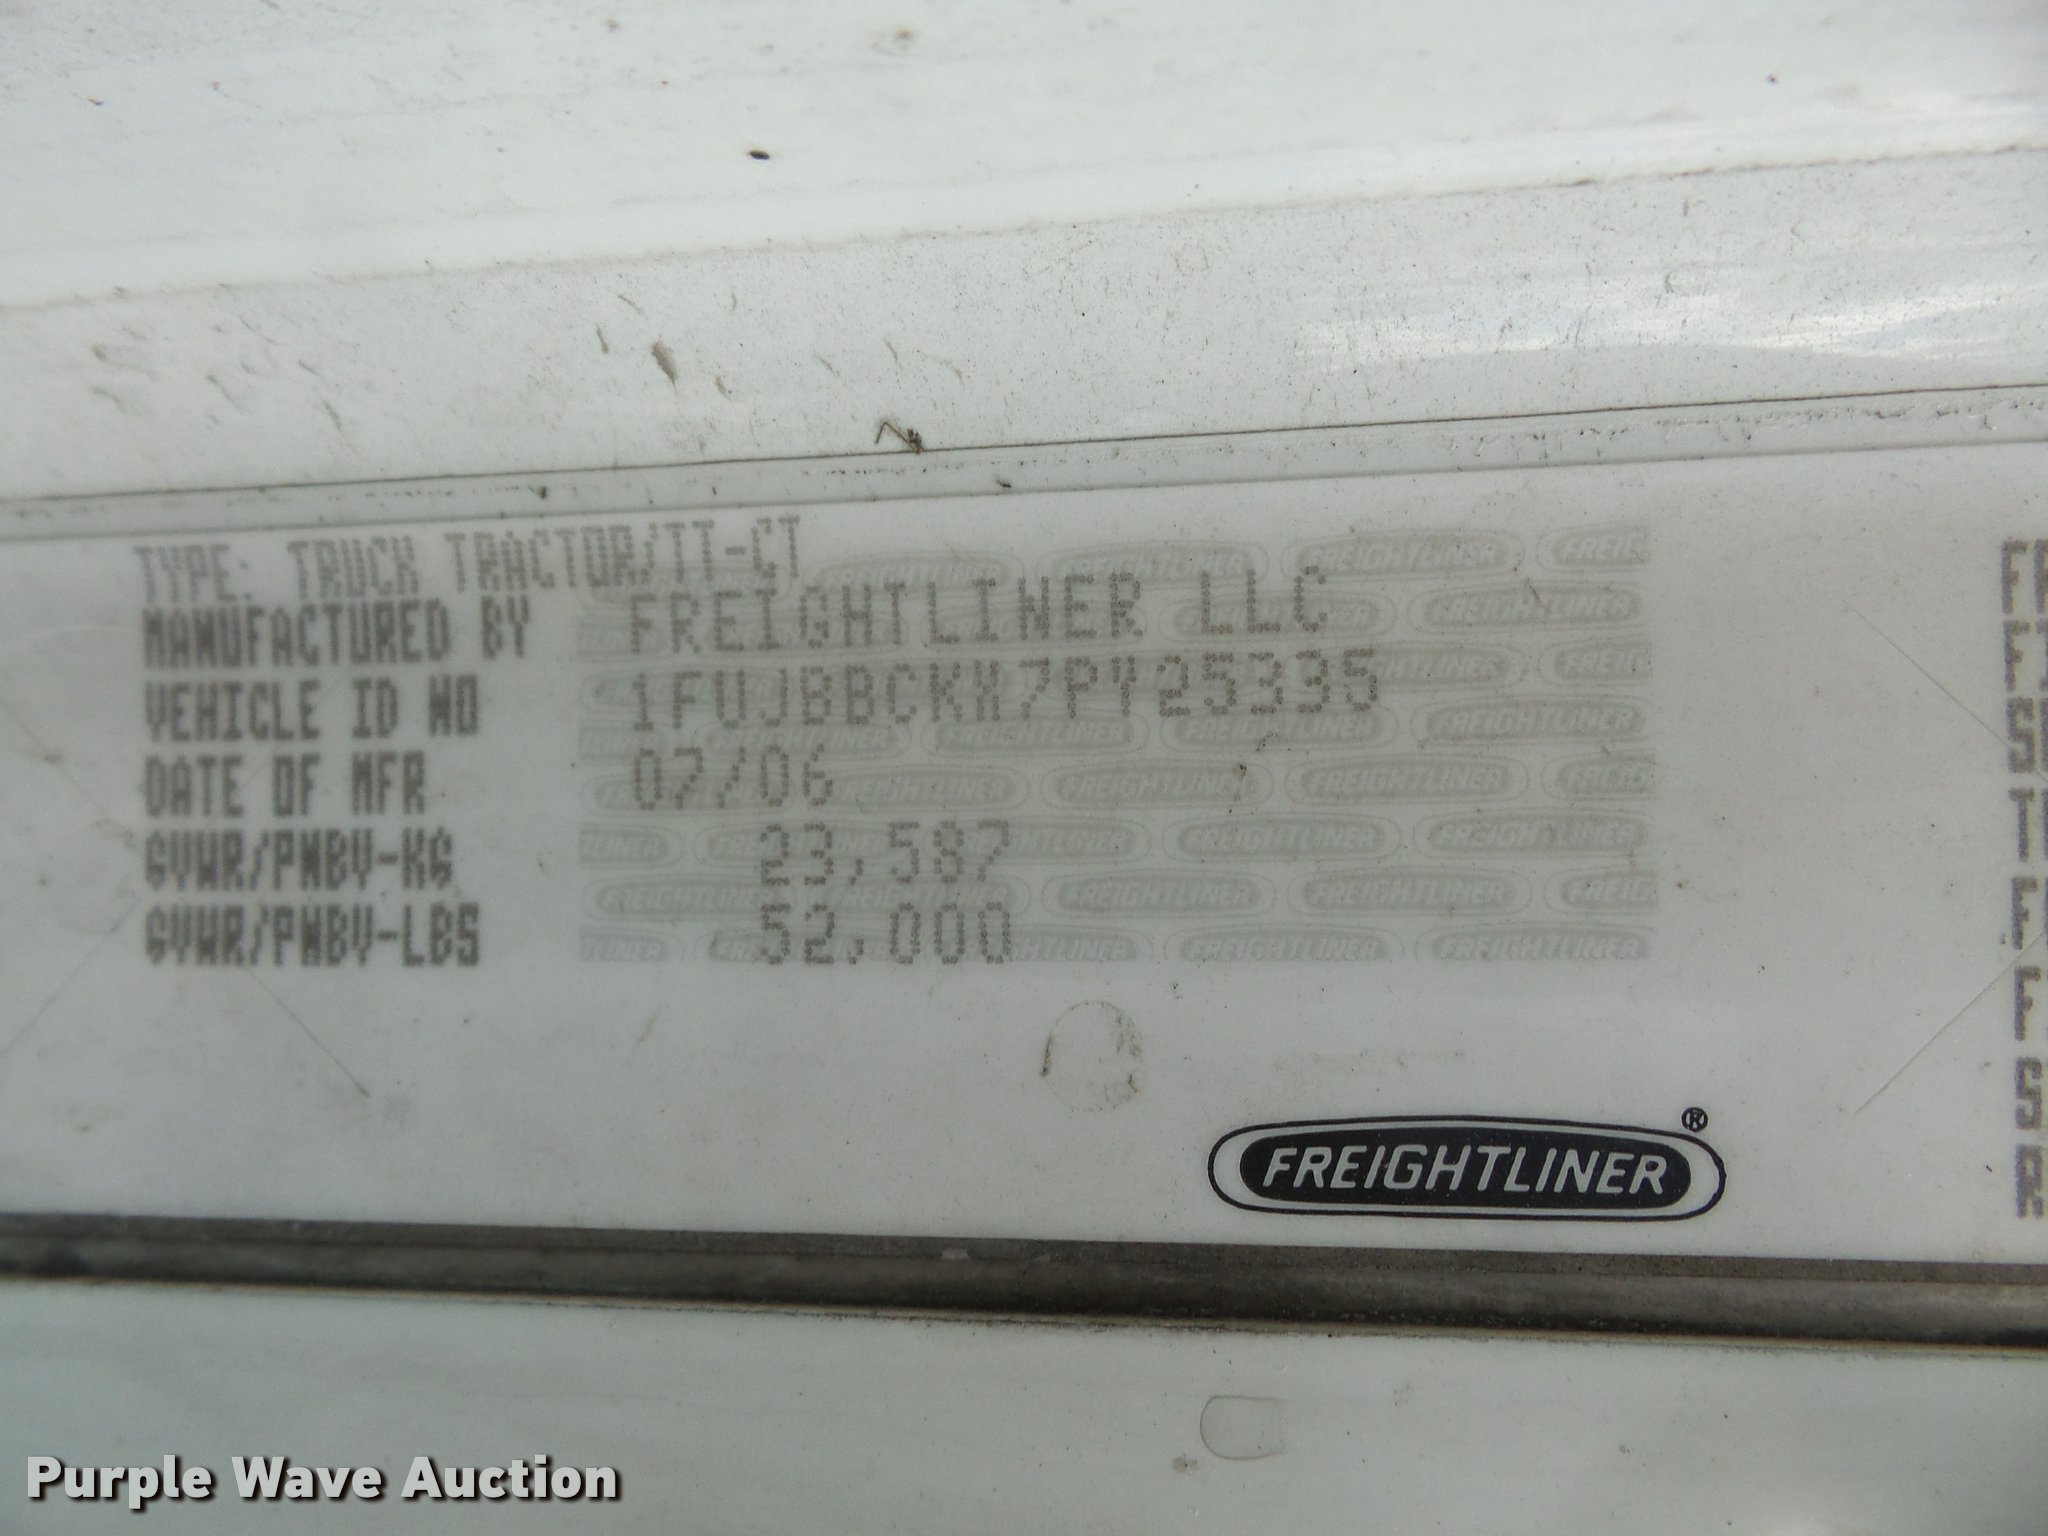 TYPE: TRUCK TRACTOR/TT-CT
MANUFACTURED BY FREIGHTLINER LLC
VEHICLE ID NO 1FUJBBCKX7PY25335
DATE OF MFR 07/06
GVWR/PNBV-KG 23,587
GVWR/PNBV-LBS 52,000
FREIGHTLINER ®
Purple Wave Auction